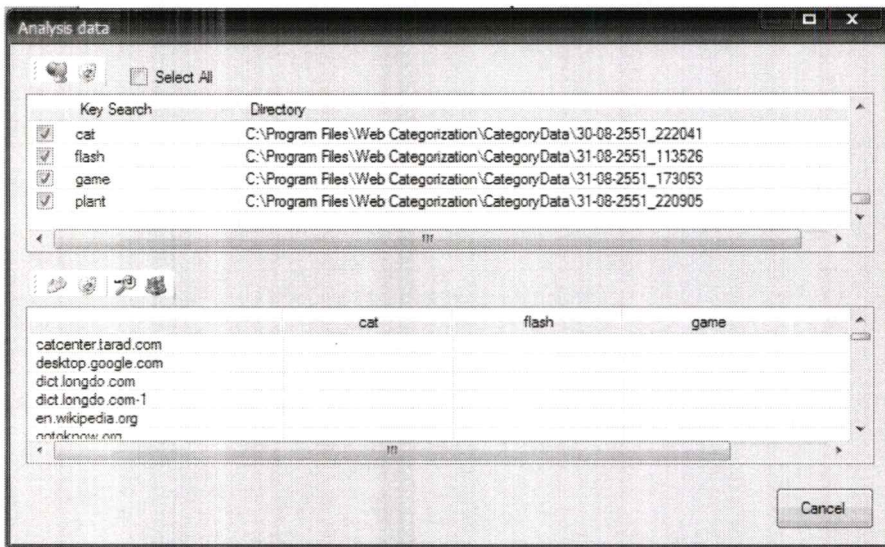 Analysis data
Select All
Key Search Directory
cat C:\Program Files\Web Categorization\CategoryData\30-08-2551_222041
flash C:\Program Files\Web Categorization\CategoryData\31-08-2551_113526
game C:\Program Files\Web Categorization\CategoryData\31-08-2551_173053
plant C:\Program Files\Web Categorization\CategoryData\31-08-2551_220905
cat flash game
catcenter.tarad.com
desktop.google.com
dict.longdo.com
dict.longdo.com-1
en.wikipedia.org
gotoknow.org
Cancel